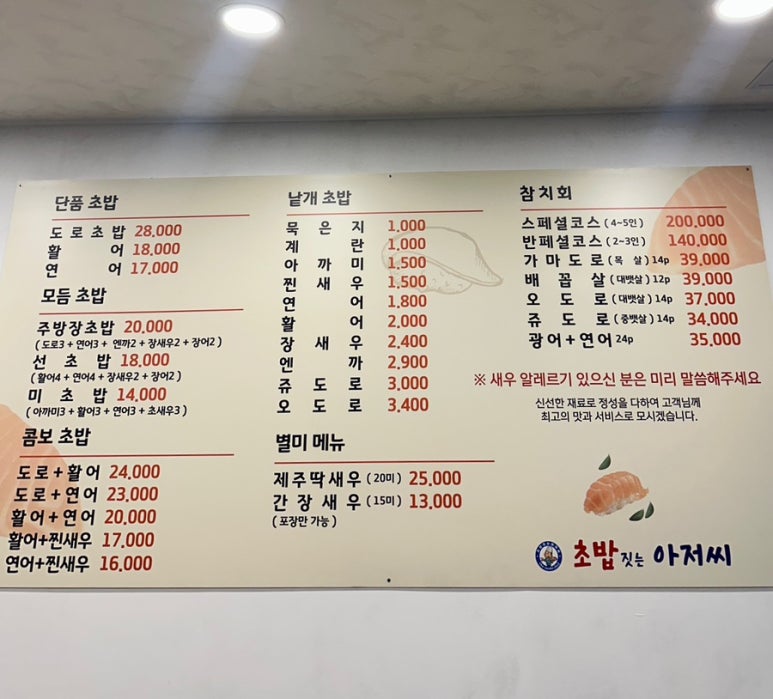 단품 초밥
도로초밥 28,000
활어 18,000
연어 17,000
모듬 초밥
주방장초밥 20,000
( 도로3 + 연어3 + 엔까2 + 장새우2 + 장어2 )
선초밥 18,000
( 활어4 + 연어4 + 장새우2 + 장어2 )
미초밥 14,000
( 아까미3 + 활어3 + 연어3 + 초새우3 )
콤보 초밥
도로+활어 24,000
도로+연어 23,000
활어+연어 20,000
활어+찐새우 17,000
연어+찐새우 16,000
낱개 초밥
묵은지 1,000
계란 1,000
아까미 1,500
찐새우 1,500
연어 1,800
활어 2,000
장새우 2,400
엔까 2,900
쥬도로 3,000
오도로 3,400
별미 메뉴
제주딱새우 (20미) 25,000
간장새우 (15미) 13,000
( 포장만 가능 )
참치회
스페셜코스 ( 4~5인 ) 200,000
반페셜코스 ( 2~3인 ) 140,000
가마도로 ( 목살 ) 14p 39,000
배꼽살 ( 대뱃살 ) 12p 39,000
오도로 ( 대뱃살 ) 14p 37,000
쥬도로 ( 중뱃살 ) 14p 34,000
광어+연어 24p 35,000
※ 새우 알레르기 있으신 분은 미리 말씀해주세요
신선한 재료로 정성을 다하여 고객님께
최고의 맛과 서비스로 모시겠습니다.
초밥 짓는 아저씨